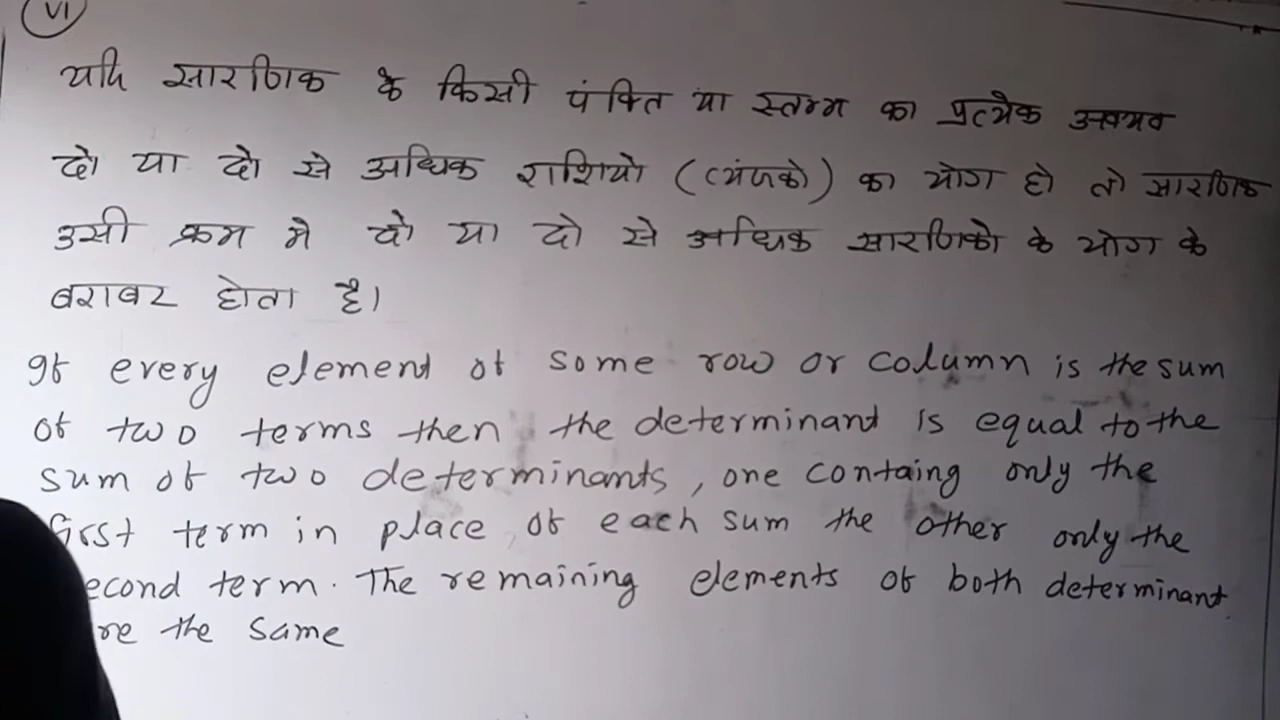 VI
यदि सारणिक के किसी पंक्ति या स्तम्भ का प्रत्येक अवयव
दो या दो से अधिक राशियो (व्यंजको) का योग हो तो सारणिक
उसी क्रम मे दो या दो से अधिक सारणिको के योग के
बराबर होता है।
If every element of some row or column is the sum
of two terms then the determinant is equal to the
sum of two determinants, one containg only the
first term in place of each sum the other only the
econd term. The remaining elements of both determinant
re the same